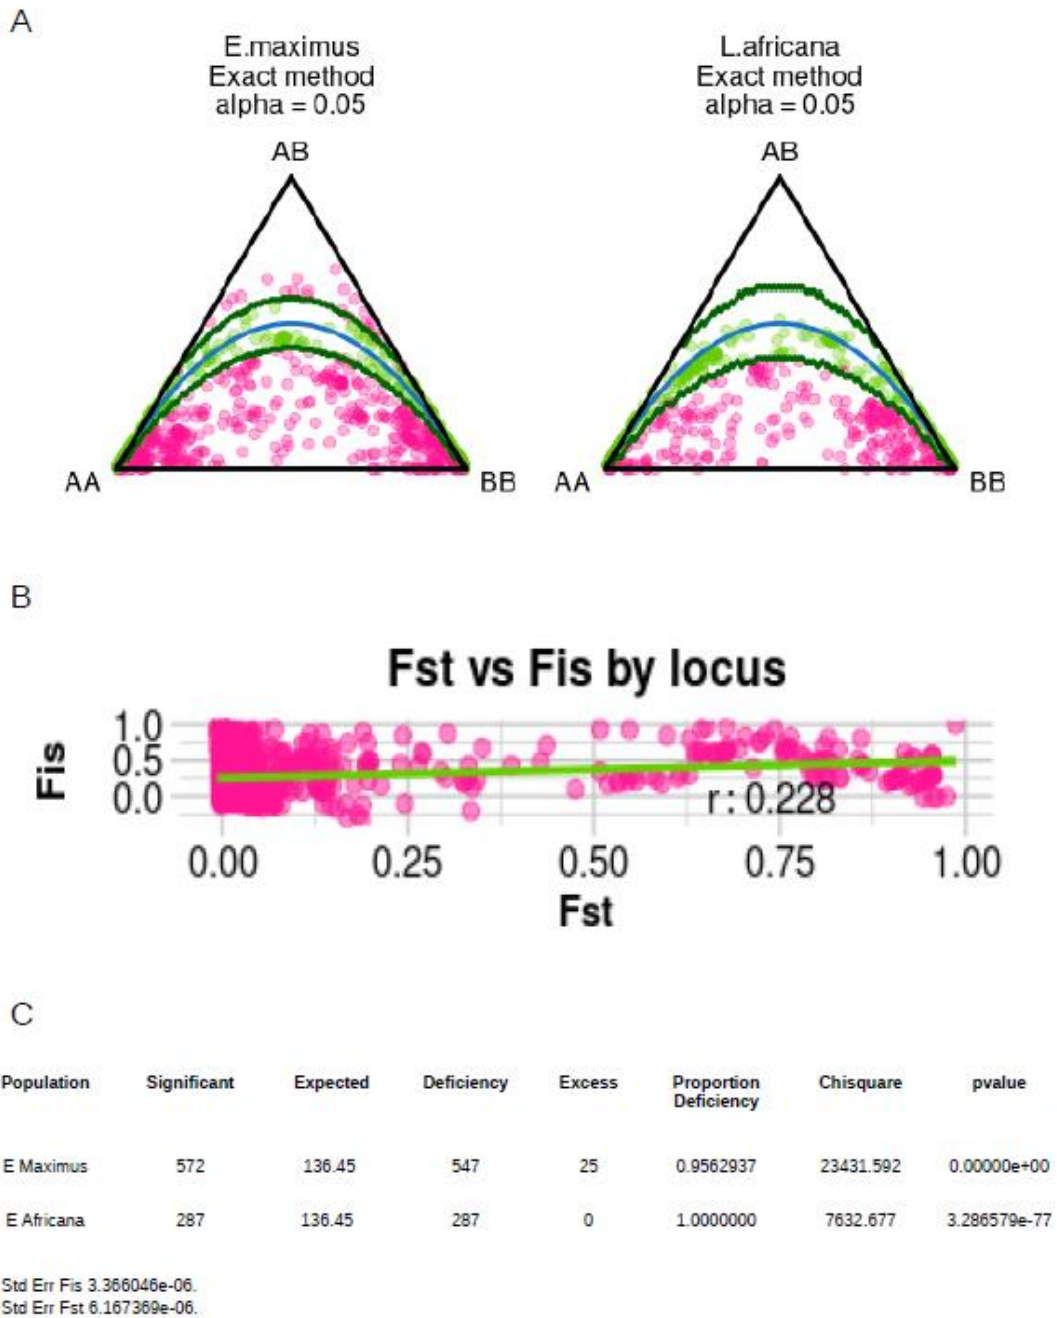 A
E.maximus
Exact method
alpha = 0.05
AB
AA
BB
L.africana
Exact method
alpha = 0.05
AB
AA
BB
B
Fst vs Fis by locus
Fis
1.0
0.5
0.0
r: 0.228
0.00 0.25 0.50 0.75 1.00
Fst
C
Population Significant Expected Deficiency Excess Proportion Deficiency Chisquare pvalue
E Maximus 572 136.45 547 25 0.9562937 23431.592 0.00000e+00
E Africana 287 136.45 287 0 1.0000000 7632.677 3.286579e-77
Std Err Fis 3.366046e-06.
Std Err Fst 6.167369e-06.